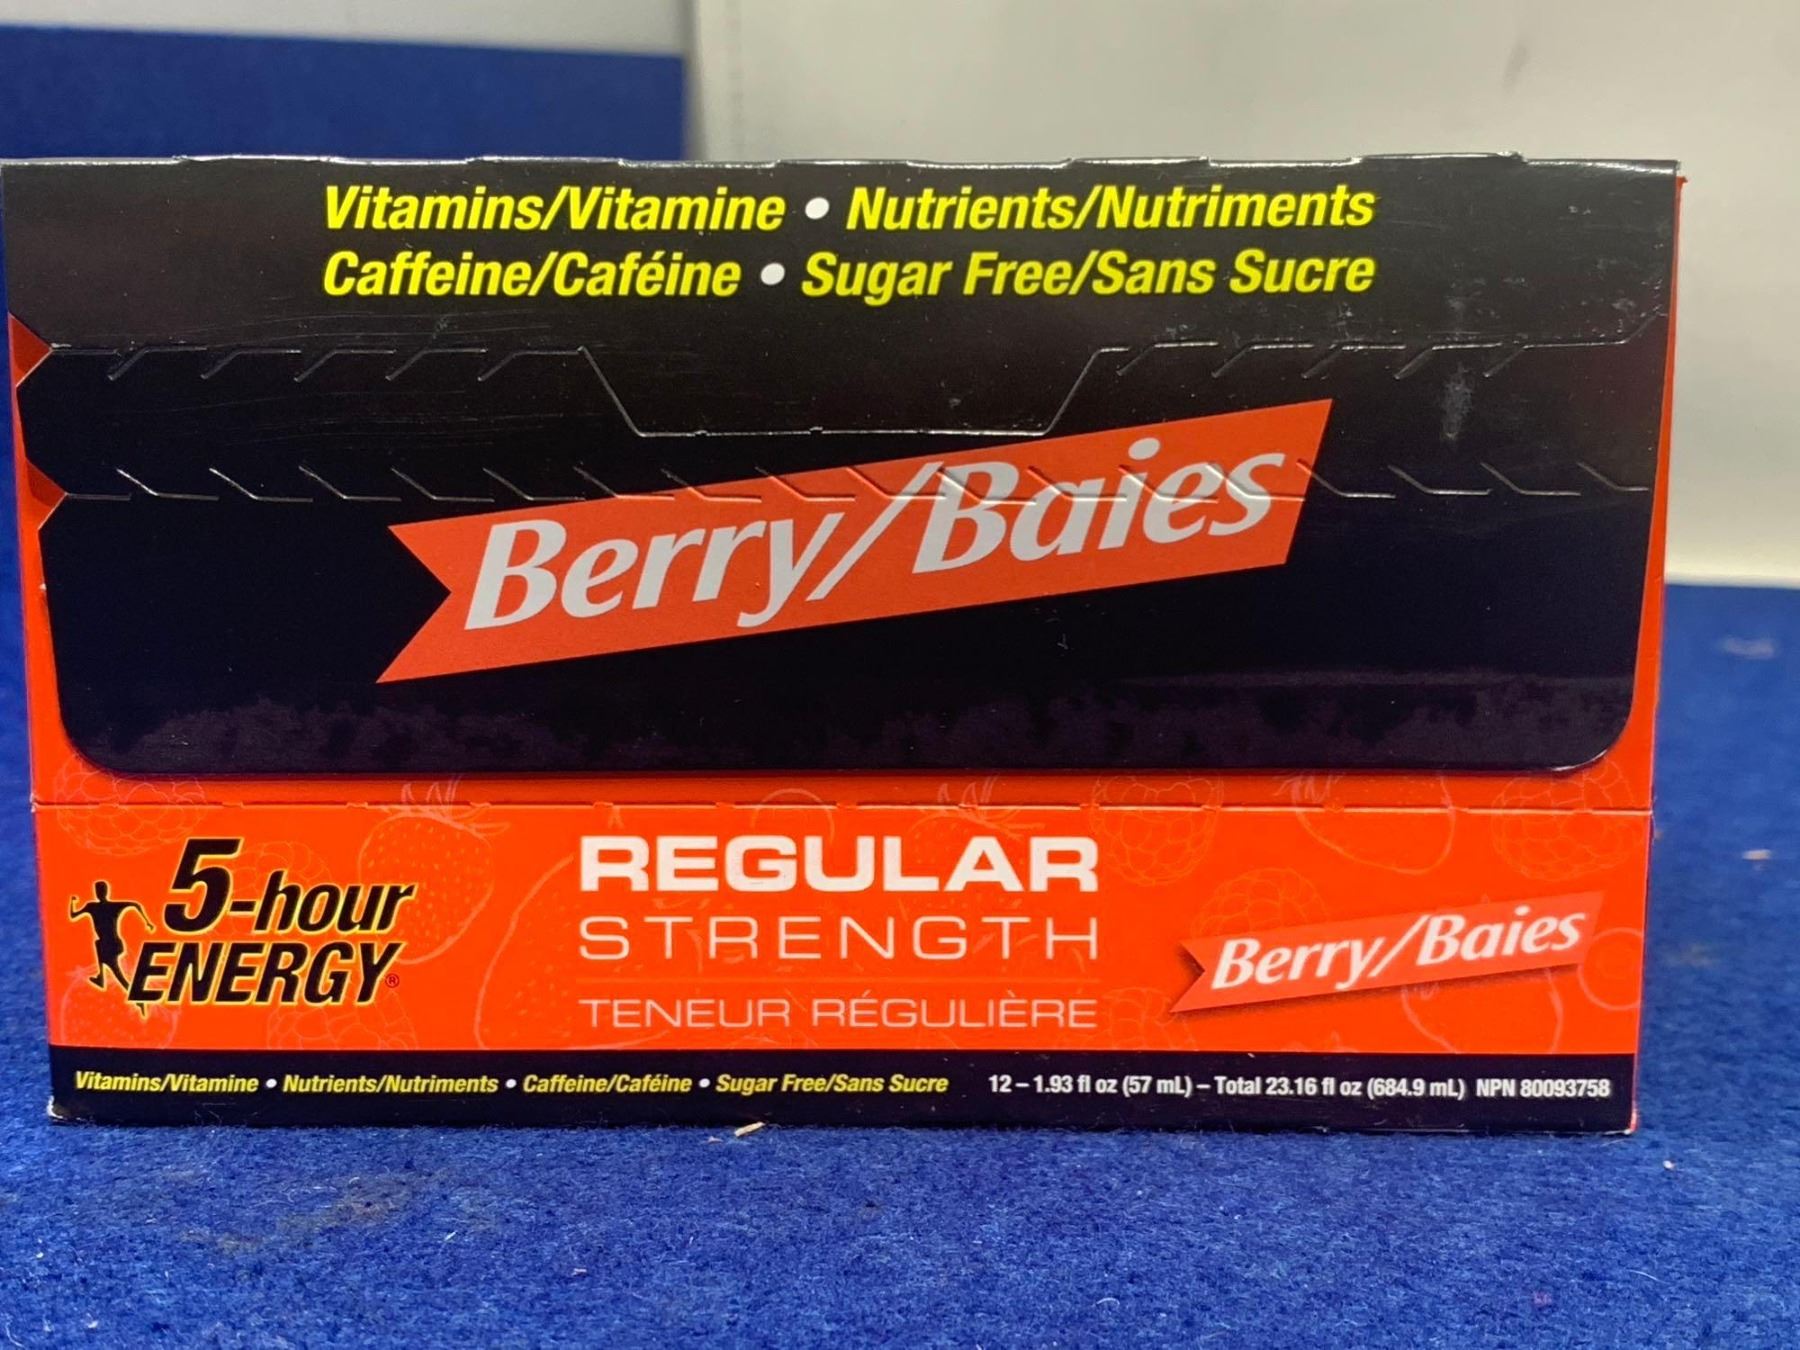 Vitamins/Vitamine • Nutrients/Nutriments
Caffeine/Caféine • Sugar Free/Sans Sucre
Berry/Baies
5-hour
ENERGY®
REGULAR
STRENGTH
TENEUR RÉGULIÈRE
Berry/Baies
Vitamins/Vitamine • Nutrients/Nutriments • Caffeine/Caféine • Sugar Free/Sans Sucre
12 – 1.93 fl oz (57 mL) – Total 23.16 fl oz (684.9 mL) NPN 80093758